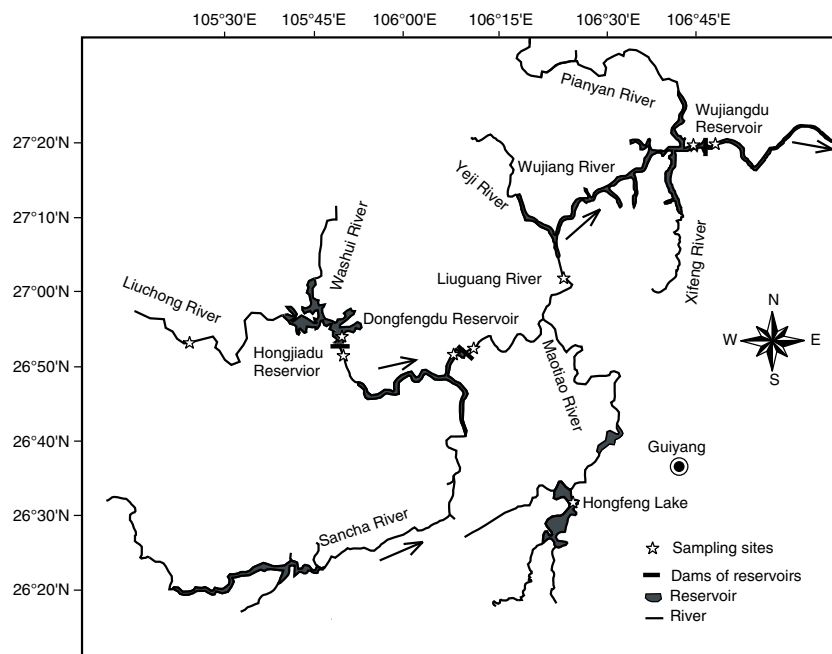 105°30'E 105°45'E 106°00'E 106°15'E 106°30'E 106°45'E
27°20'N
27°10'N
27°00'N
26°50'N
26°40'N
26°30'N
26°20'N
Pianyan River
Wujiangdu
Reservoir
Wujiang River
Yeji River
Xifeng River
Washui River
Liuguang River
Liuchong River
Dongfengdu Reservoir
Hongjiadu
Reservior
Maotiao River
N
W E
S
Guiyang
Hongfeng Lake
Sancha River
Sampling sites
Dams of reservoirs
Reservoir
River